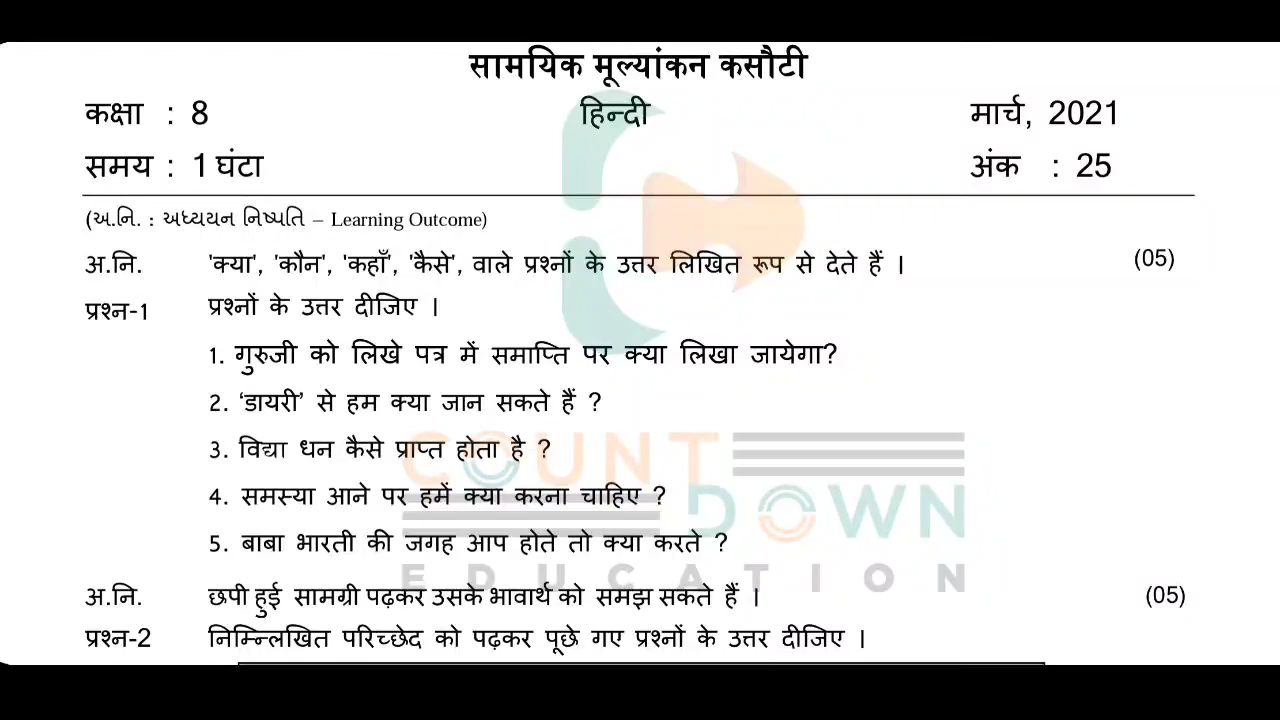 सामयिक मूल्यांकन कसौटी
कक्षा : 8 हिन्दी मार्च, 2021
समय : 1 घंटा अंक : 25
(અ.નિ. : અધ્યયન નિષ્પતિ – Learning Outcome)
अ.नि. 'क्या', 'कौन', 'कहाँ', 'कैसे', वाले प्रश्नों के उत्तर लिखित रूप से देते हैं । (05)
प्रश्न-1 प्रश्नों के उत्तर दीजिए ।
1. गुरुजी को लिखे पत्र में समाप्ति पर क्या लिखा जायेगा?
2. ‘डायरी’ से हम क्या जान सकते हैं ?
3. विद्या धन कैसे प्राप्त होता है ?
4. समस्या आने पर हमें क्या करना चाहिए ?
5. बाबा भारती की जगह आप होते तो क्या करते ?
अ.नि. छपी हुई सामग्री पढ़कर उसके भावार्थ को समझ सकते हैं । (05)
प्रश्न-2 निम्न्लिखित परिच्छेद को पढ़कर पूछे गए प्रश्नों के उत्तर दीजिए ।
COUNT
DOWN
EDUCATION